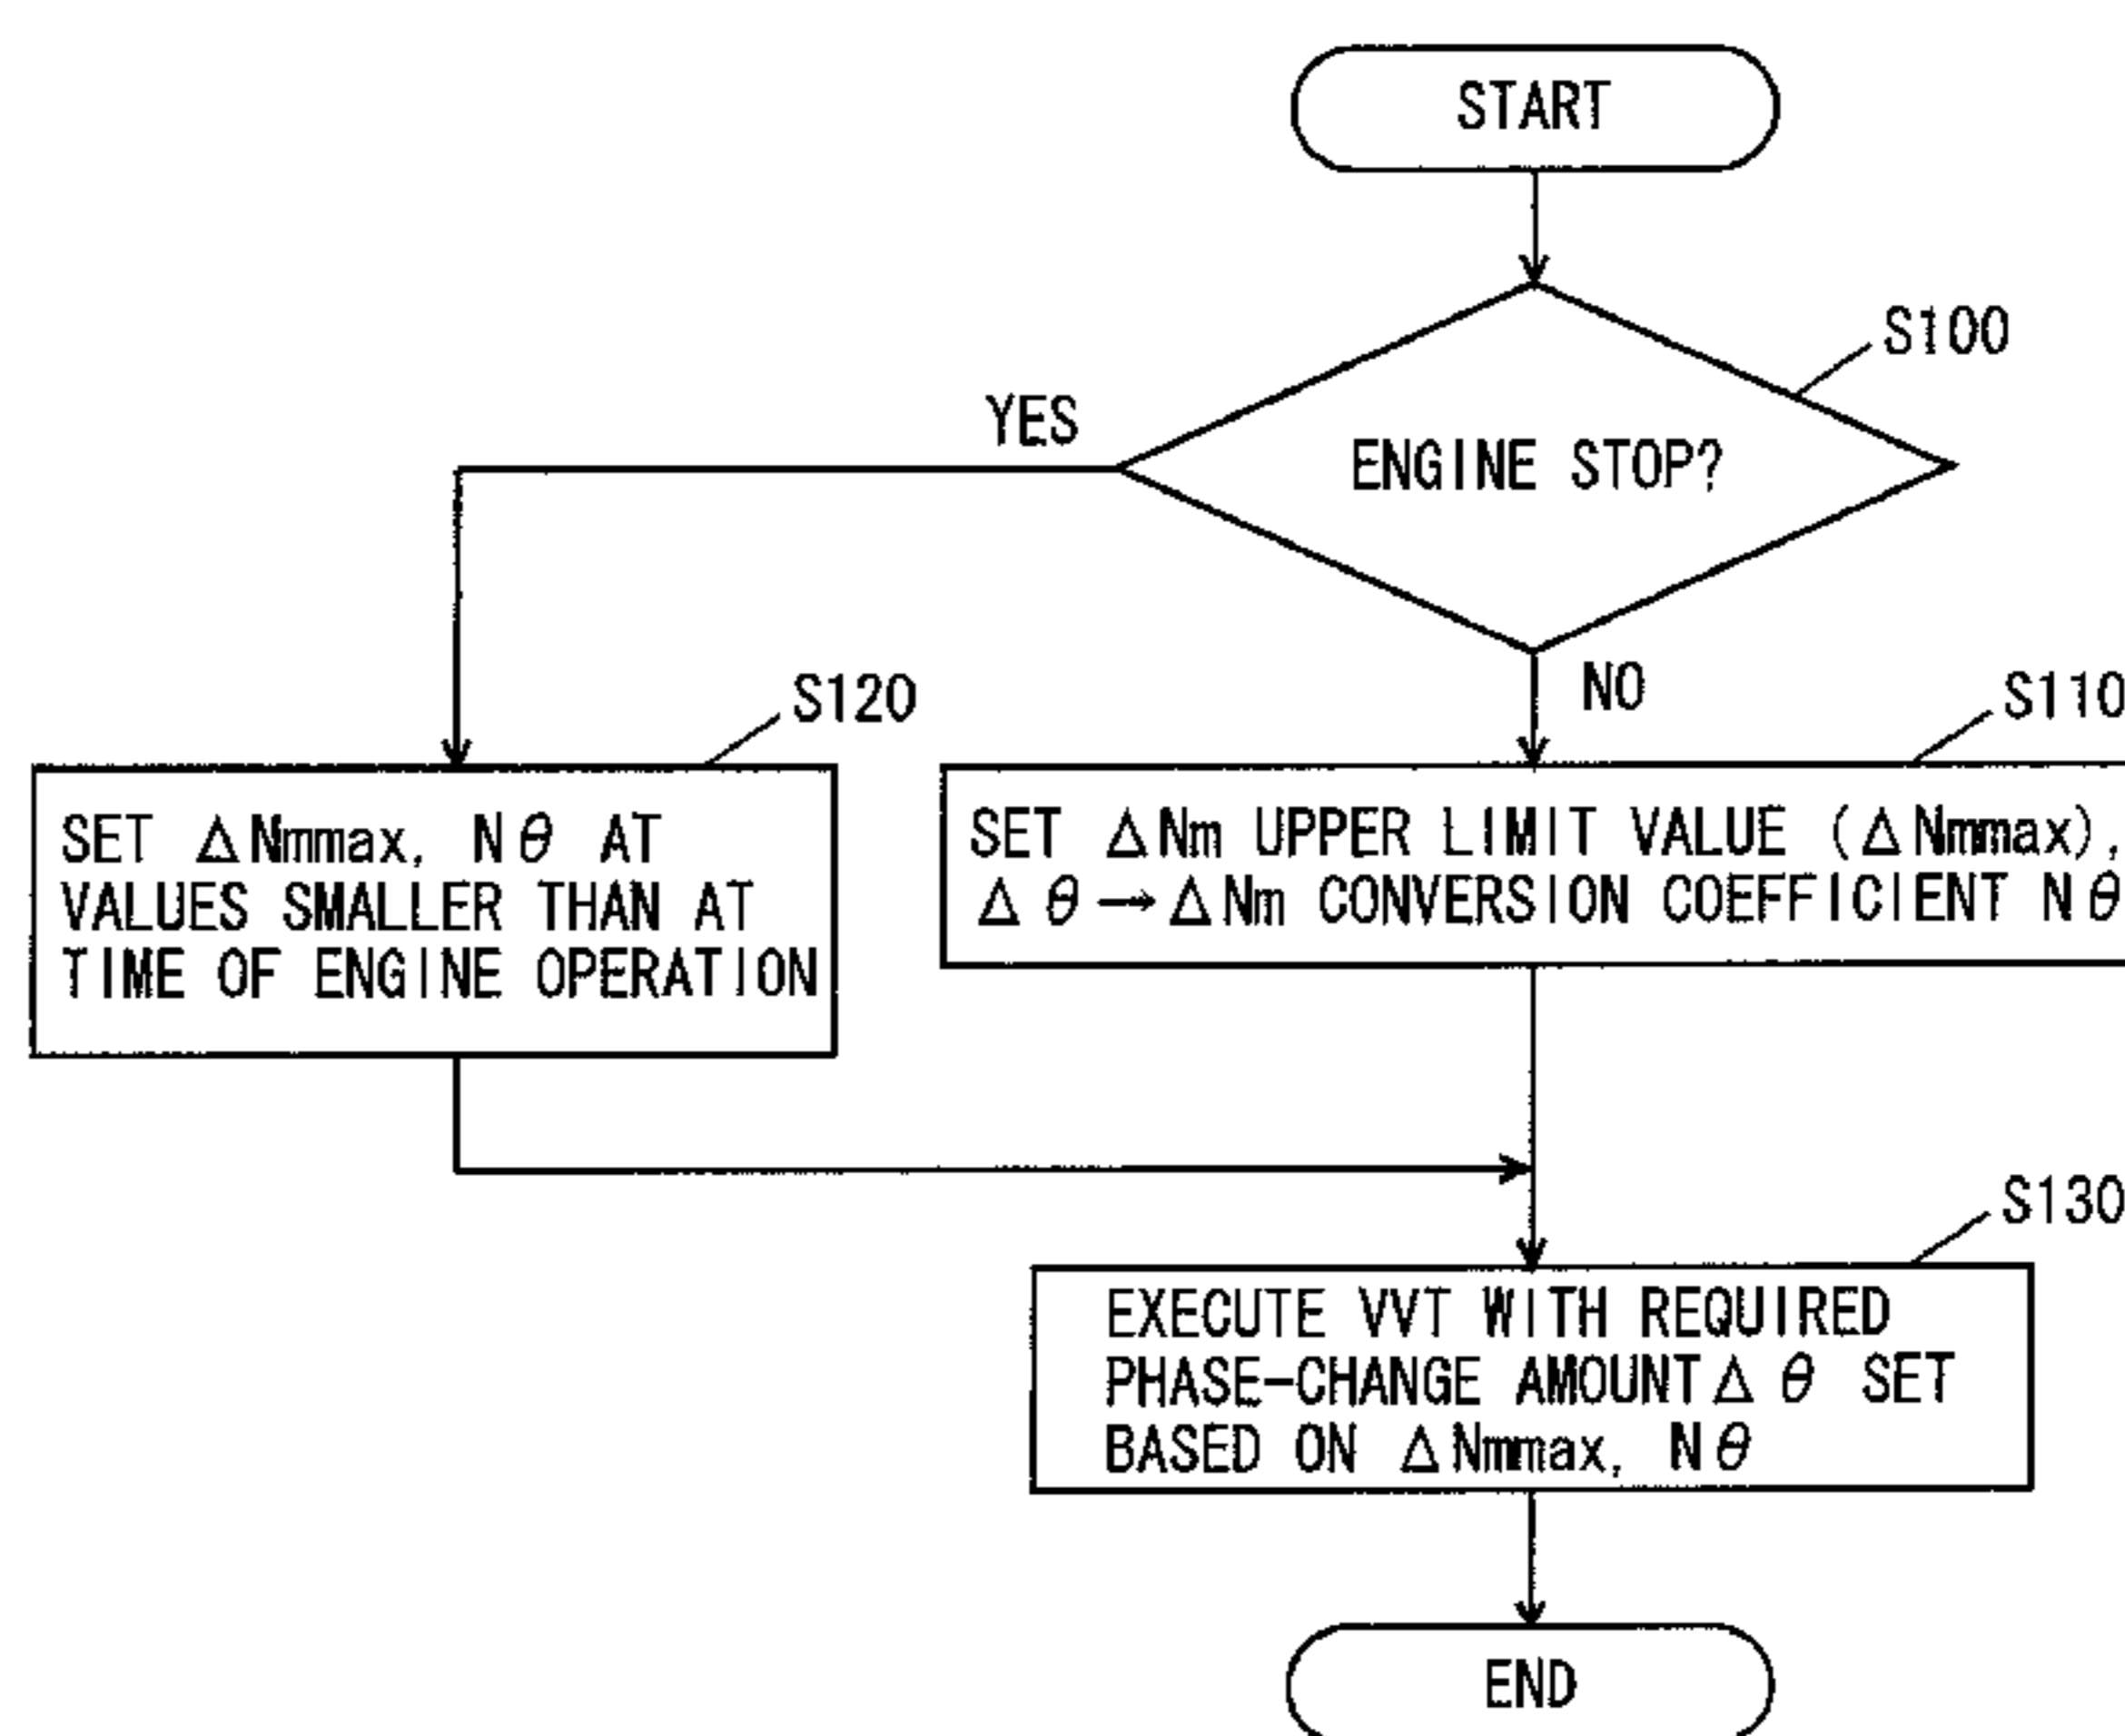 START
S100
YES
ENGINE STOP?
NO
S120
S110
SET ΔNmmax, Nθ AT
VALUES SMALLER THAN AT
TIME OF ENGINE OPERATION
SET ΔNm UPPER LIMIT VALUE (ΔNmmax),
Δθ→ΔNm CONVERSION COEFFICIENT Nθ
S130
EXECUTE VVT WITH REQUIRED
PHASE-CHANGE AMOUNT Δθ SET
BASED ON ΔNmmax, Nθ
END